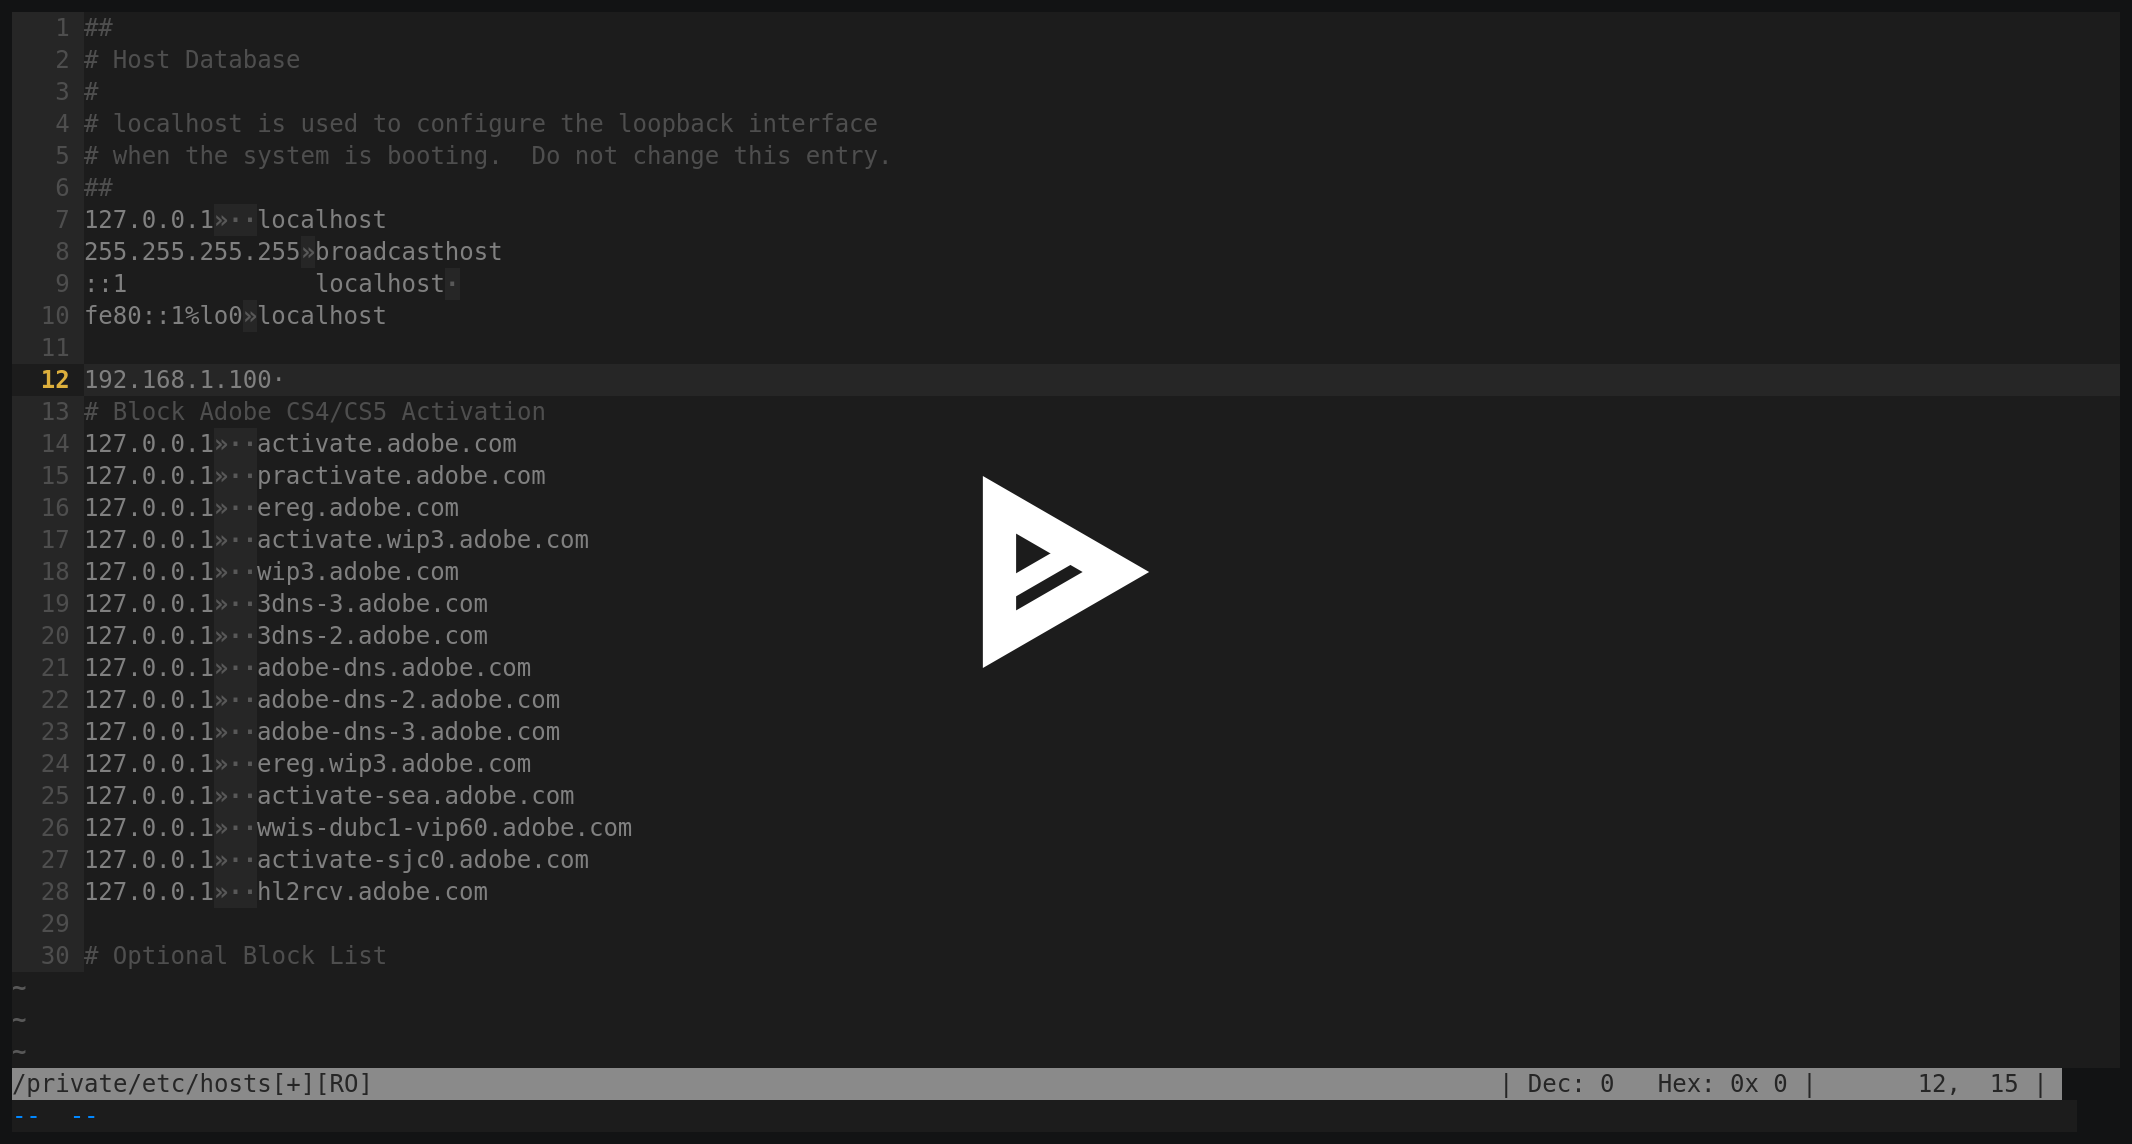 1 ##
2 # Host Database
3 #
4 # localhost is used to configure the loopback interface
5 # when the system is booting.  Do not change this entry.
6 ##
7 127.0.0.1»··localhost
8 255.255.255.255»broadcasthost
9 ::1             localhost·
10 fe80::1%lo0»localhost
11
12 192.168.1.100·
13 # Block Adobe CS4/CS5 Activation
14 127.0.0.1»··activate.adobe.com
15 127.0.0.1»··practivate.adobe.com
16 127.0.0.1»··ereg.adobe.com
17 127.0.0.1»··activate.wip3.adobe.com
18 127.0.0.1»··wip3.adobe.com
19 127.0.0.1»··3dns-3.adobe.com
20 127.0.0.1»··3dns-2.adobe.com
21 127.0.0.1»··adobe-dns.adobe.com
22 127.0.0.1»··adobe-dns-2.adobe.com
23 127.0.0.1»··adobe-dns-3.adobe.com
24 127.0.0.1»··ereg.wip3.adobe.com
25 127.0.0.1»··activate-sea.adobe.com
26 127.0.0.1»··wwis-dubc1-vip60.adobe.com
27 127.0.0.1»··activate-sjc0.adobe.com
28 127.0.0.1»··hl2rcv.adobe.com
29
30 # Optional Block List
~
~
~
/private/etc/hosts[+][RO] | Dec: 0   Hex: 0x 0 |       12,  15 |
--  --